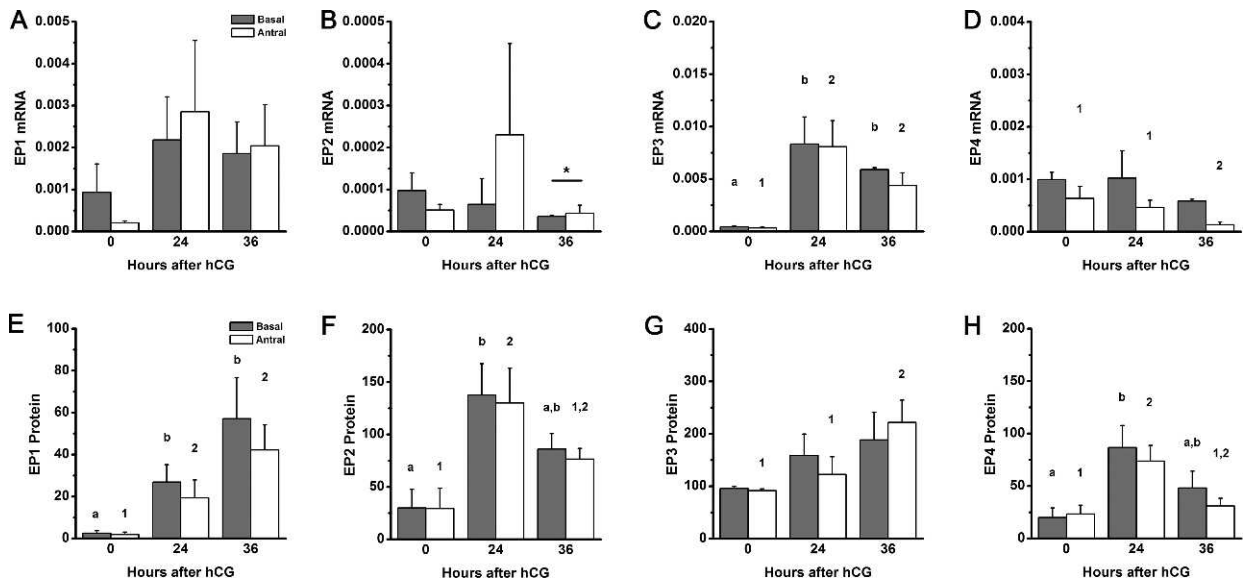 A
EP1 mRNA
0.005
0.004
0.003
0.002
0.001
0.000
Basal
Antral
0 24 36
Hours after hCG
B
EP2 mRNA
0.0005
0.0004
0.0003
0.0002
0.0001
0.0000
*
0 24 36
Hours after hCG
C
EP3 mRNA
0.020
0.015
0.010
0.005
0.000
a 1 b 2 b 2
0 24 36
Hours after hCG
D
EP4 mRNA
0.004
0.003
0.002
0.001
0.000
1 1 2
0 24 36
Hours after hCG
E
EP1 Protein
100
80
60
40
20
0
Basal
Antral
a 1 b 2 b 2
0 24 36
Hours after hCG
F
EP2 Protein
200
150
100
50
0
a 1 b 2 a,b 1,2
0 24 36
Hours after hCG
G
EP3 Protein
400
300
200
100
0
1 1 2
0 24 36
Hours after hCG
H
EP4 Protein
200
150
100
50
0
a 1 b 2 a,b 1,2
0 24 36
Hours after hCG